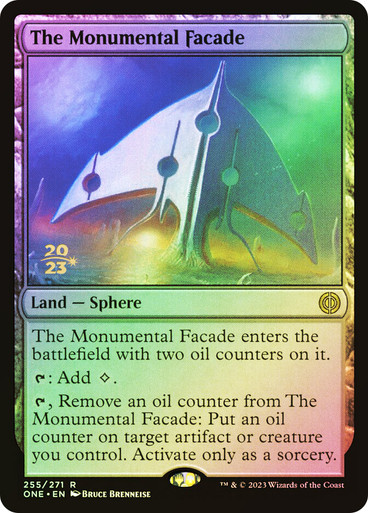 The Monumental Facade
20
23
Land — Sphere
The Monumental Facade enters the
battlefield with two oil counters on it.
: Add .
, Remove an oil counter from The
Monumental Facade: Put an oil
counter on target artifact or creature
you control. Activate only as a sorcery.
255/271 R
ONE • EN Bruce Brenneise
™ & © 2023 Wizards of the Coast